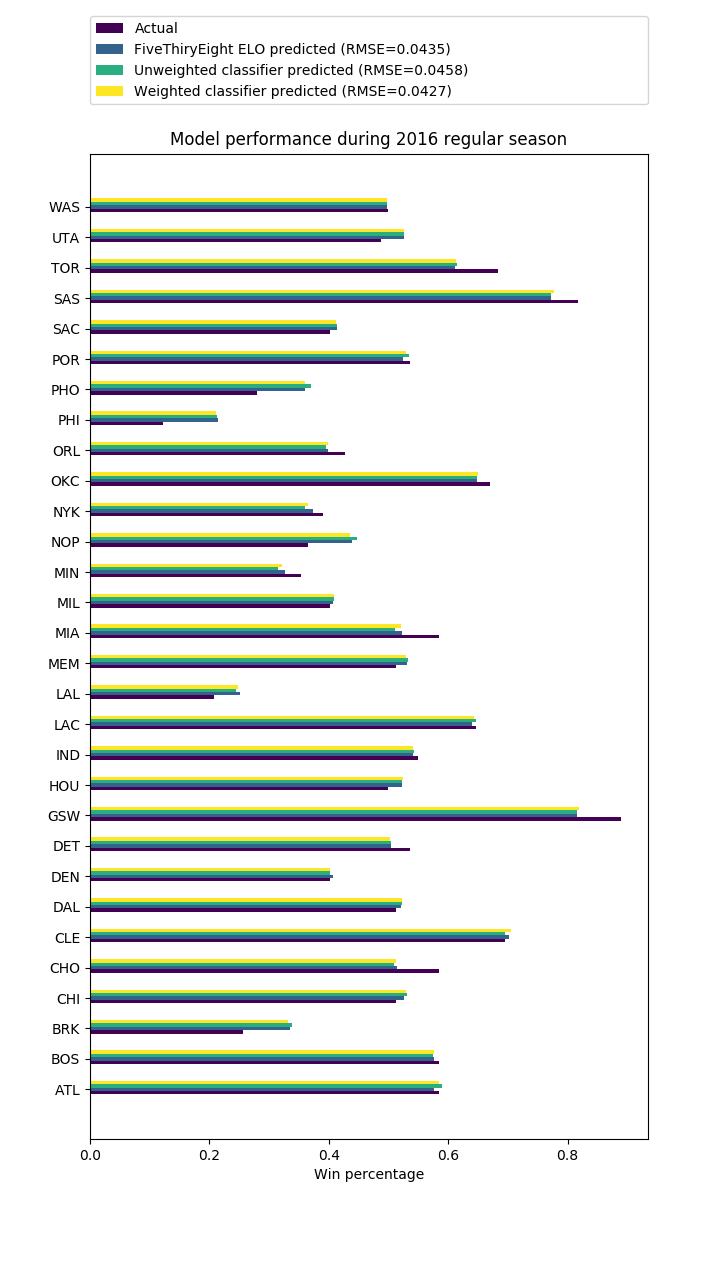 Actual
FiveThiryEight ELO predicted (RMSE=0.0435)
Unweighted classifier predicted (RMSE=0.0458)
Weighted classifier predicted (RMSE=0.0427)
Model performance during 2016 regular season
WAS
UTA
TOR
SAS
SAC
POR
PHO
PHI
ORL
OKC
NYK
NOP
MIN
MIL
MIA
MEM
LAL
LAC
IND
HOU
GSW
DET
DEN
DAL
CLE
CHO
CHI
BRK
BOS
ATL
0.0 0.2 0.4 0.6 0.8
Win percentage